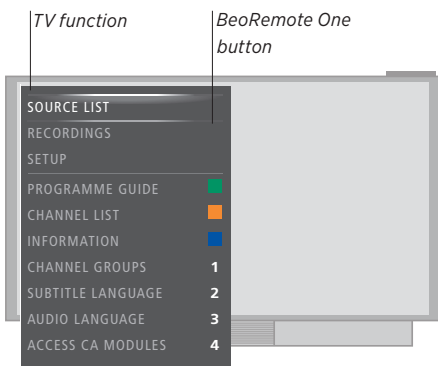 TV function
BeoRemote One
button
SOURCE LIST
RECORDINGS
SETUP
PROGRAMME GUIDE
CHANNEL LIST
INFORMATION
CHANNEL GROUPS 1
SUBTITLE LANGUAGE 2
AUDIO LANGUAGE 3
ACCESS CA MODULES 4